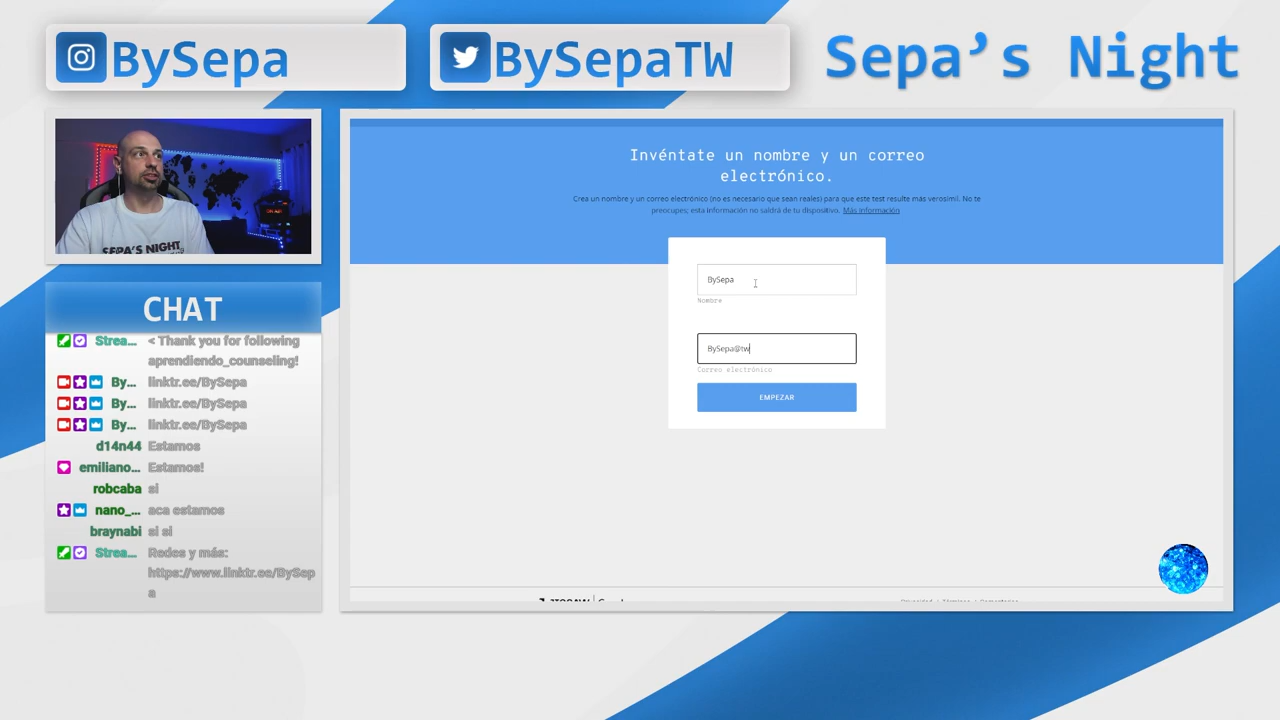 BySepa
BySepaTW
Sepa’s Night
SEPA'S NIGHT
Invéntate un nombre y un correo
electrónico.
Crea un nombre y un correo electrónico (no es necesario que sean reales) para que este test resulte más verosímil. No te
preocupes; esta información no saldrá de tu dispositivo. Más información
BySepa
Nombre
BySepa@tw
Correo electrónico
EMPEZAR
CHAT
Strea... < Thank you for following
aprendiendo_counseling!
By... linktr.ee/BySepa
By... linktr.ee/BySepa
By... linktr.ee/BySepa
d14n44 Estamos
emiliano... Estamos!
robcaba si
nano_... aca estamos
braynabi si si
Strea... Redes y más:
https://www.linktr.ee/BySep
a